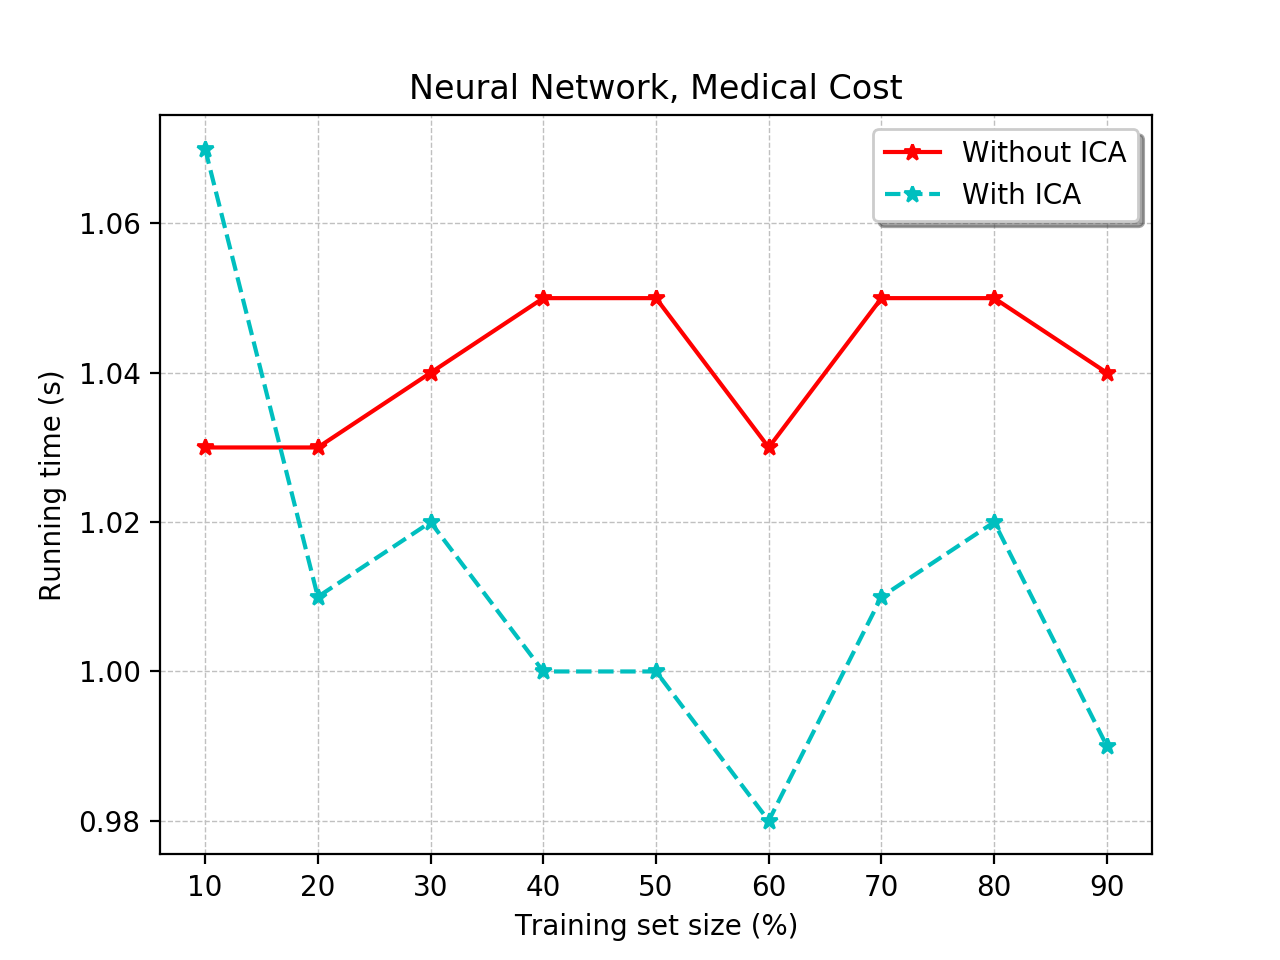 Neural Network, Medical Cost
Without ICA
With ICA
1.06
1.04
1.02
1.00
0.98
Running time (s)
10 20 30 40 50 60 70 80 90
Training set size (%)